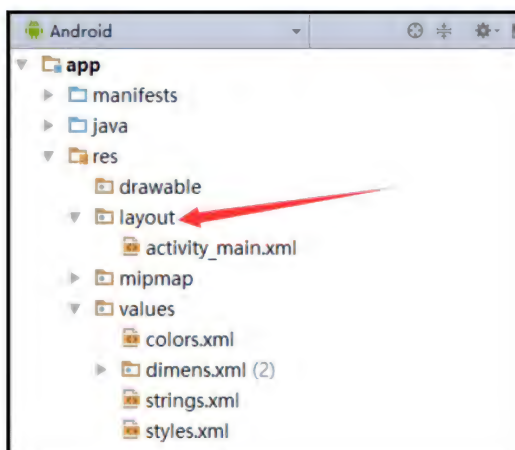 Android
app
manifests
java
res
drawable
layout
activity_main.xml
mipmap
values
colors.xml
dimens.xml (2)
strings.xml
styles.xml